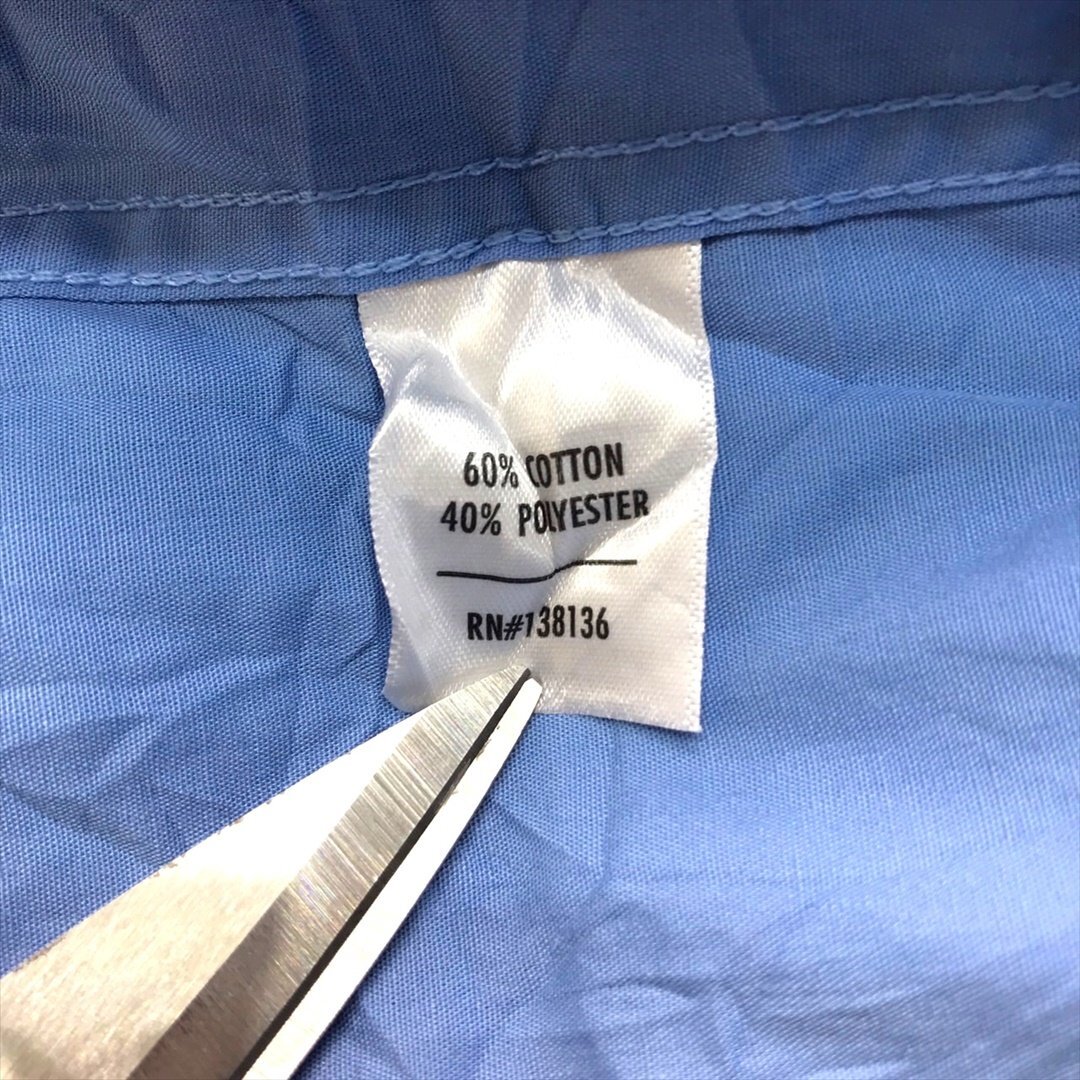 60% COTTON
40% POLYESTER
RN#138136